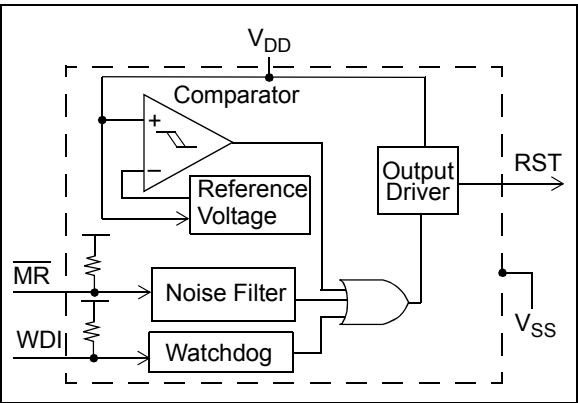 VDD
Comparator
+
−
Reference
Voltage
Output
Driver
RST
MR
Noise Filter
WDI
Watchdog
VSS